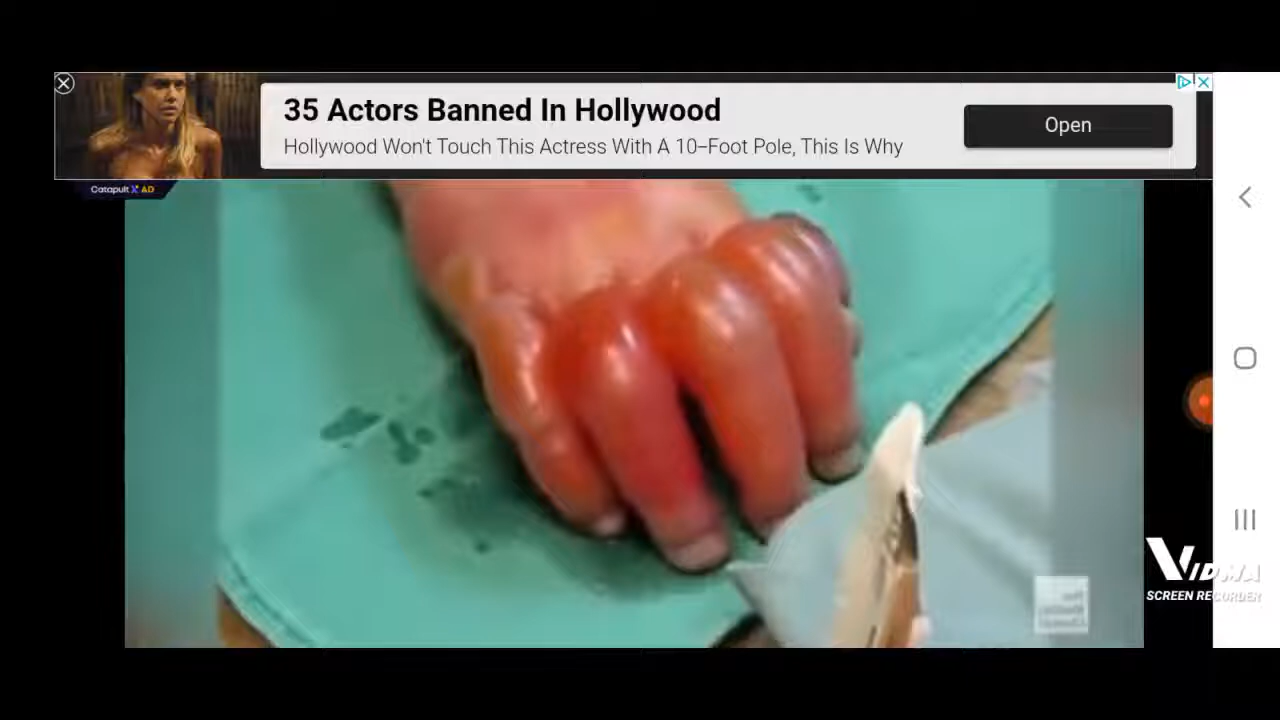 35 Actors Banned In Hollywood
Hollywood Won't Touch This Actress With A 10-Foot Pole, This Is Why
Open
Catapult X AD
VIDMA
SCREEN RECORDER